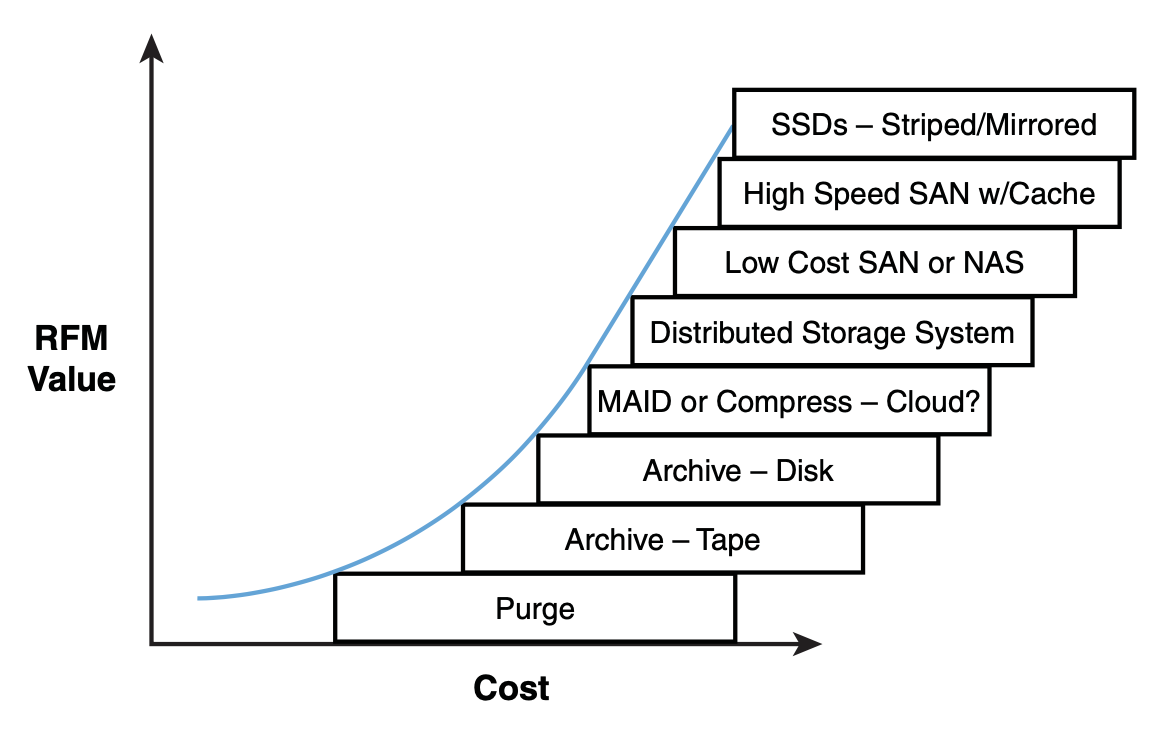 SSDs – Striped/Mirrored
High Speed SAN w/Cache
Low Cost SAN or NAS
Distributed Storage System
RFM
Value
MAID or Compress – Cloud?
Archive – Disk
Archive – Tape
Purge
Cost